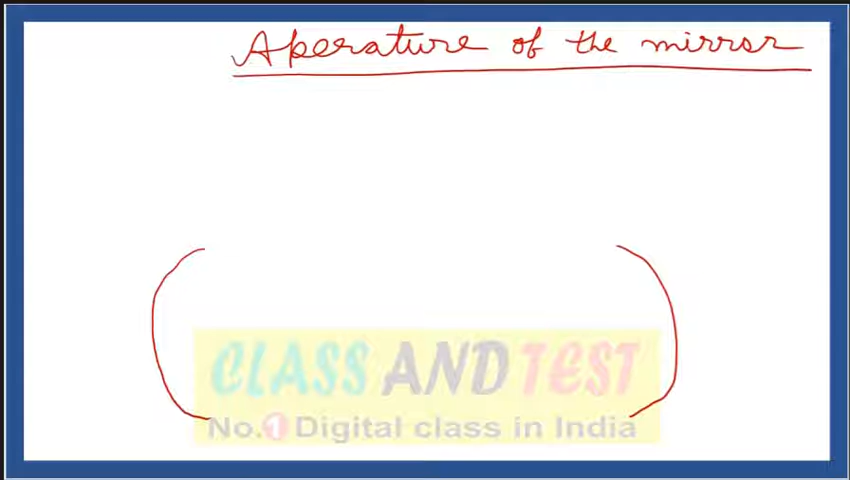 Aperature of the mirror
CLASS AND TEST
No.1 Digital class in India